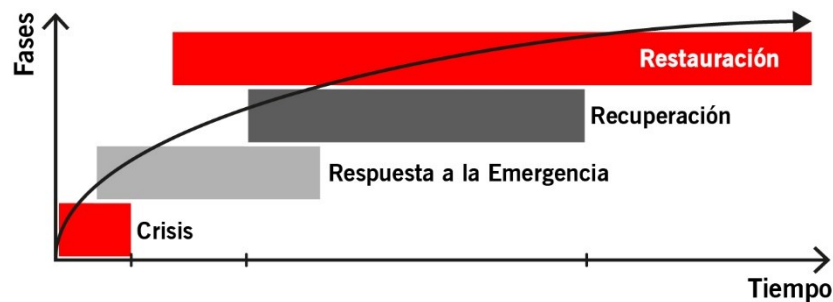 Fases
Restauración
Recuperación
Respuesta a la Emergencia
Crisis
Tiempo